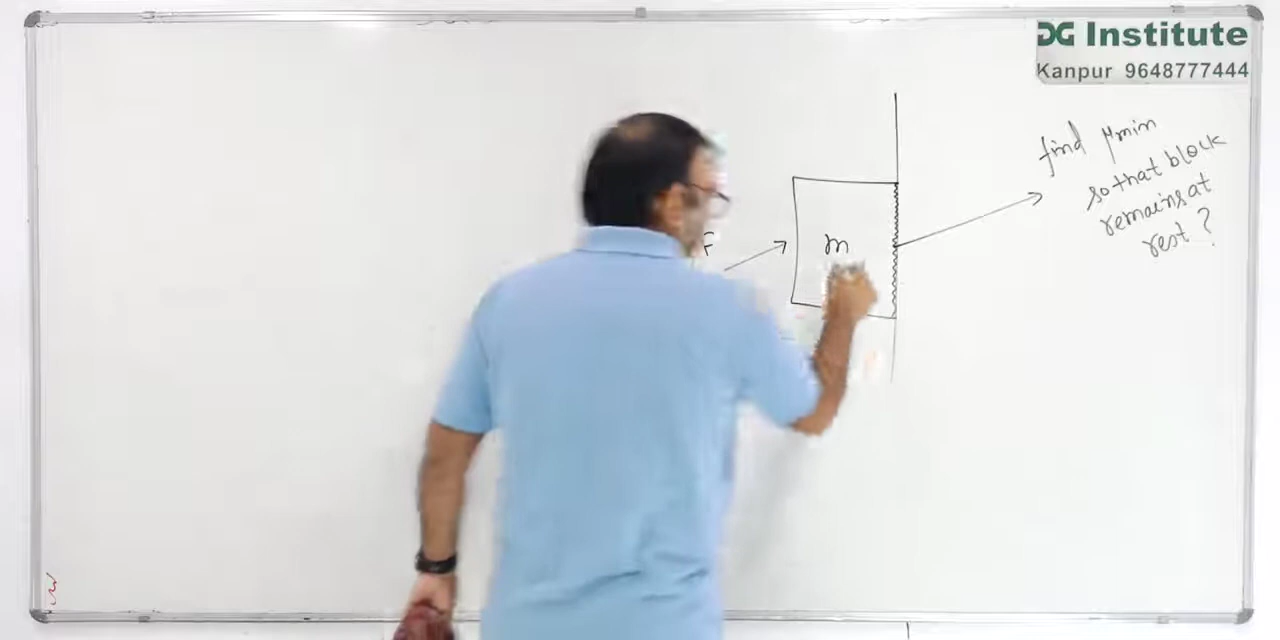 DG Institute
Kanpur 9648777444
find μmin
so that block
remains at
rest ?
F
m